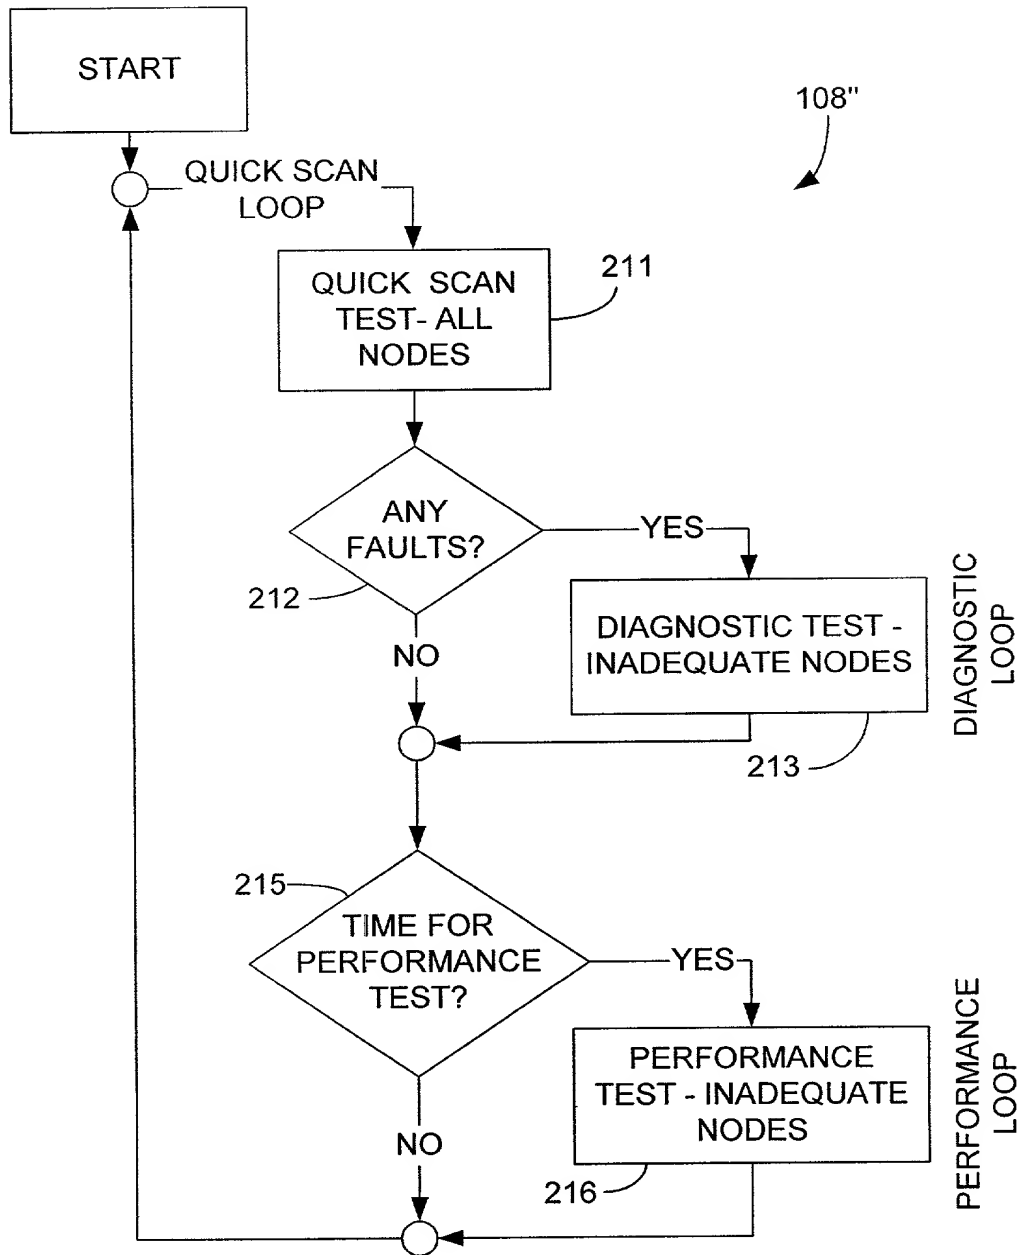 START
108"
QUICK SCAN
LOOP
QUICK SCAN
TEST- ALL
NODES
211
ANY
FAULTS?
YES
212
NO
DIAGNOSTIC TEST -
INADEQUATE NODES
DIAGNOSTIC
LOOP
213
215
TIME FOR
PERFORMANCE
TEST?
YES
PERFORMANCE
TEST - INADEQUATE
NODES
PERFORMANCE
LOOP
NO
216